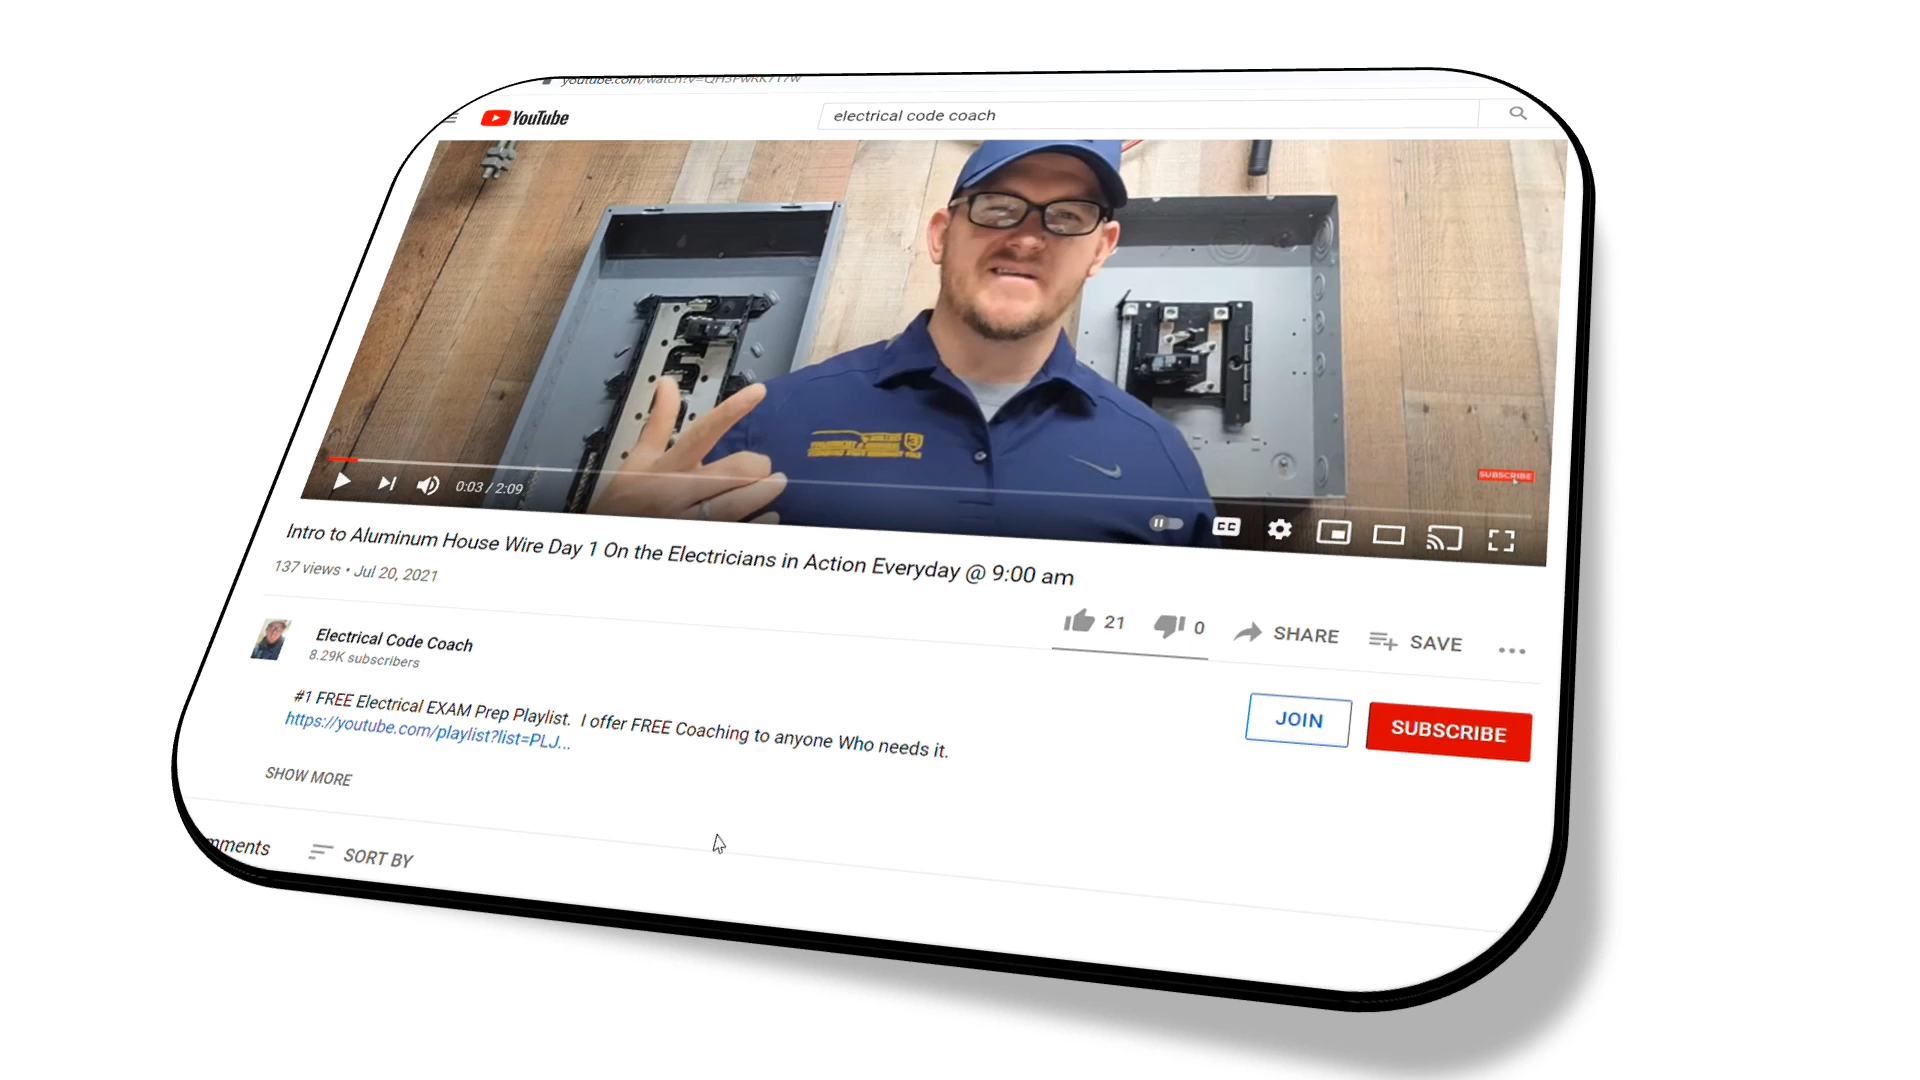 YouTube
electrical code coach
SUBSCRIBE
0:03 / 2:09
CC
Intro to Aluminum House Wire Day 1 On the Electricians in Action Everyday @ 9:00 am
137 views • Jul 20, 2021
21
0
SHARE
SAVE
Electrical Code Coach
8.29K subscribers
JOIN
SUBSCRIBE
#1 FREE Electrical EXAM Prep Playlist. I offer FREE Coaching to anyone Who needs it.
https://youtube.com/playlist?list=PLJ...
SHOW MORE
mments
SORT BY